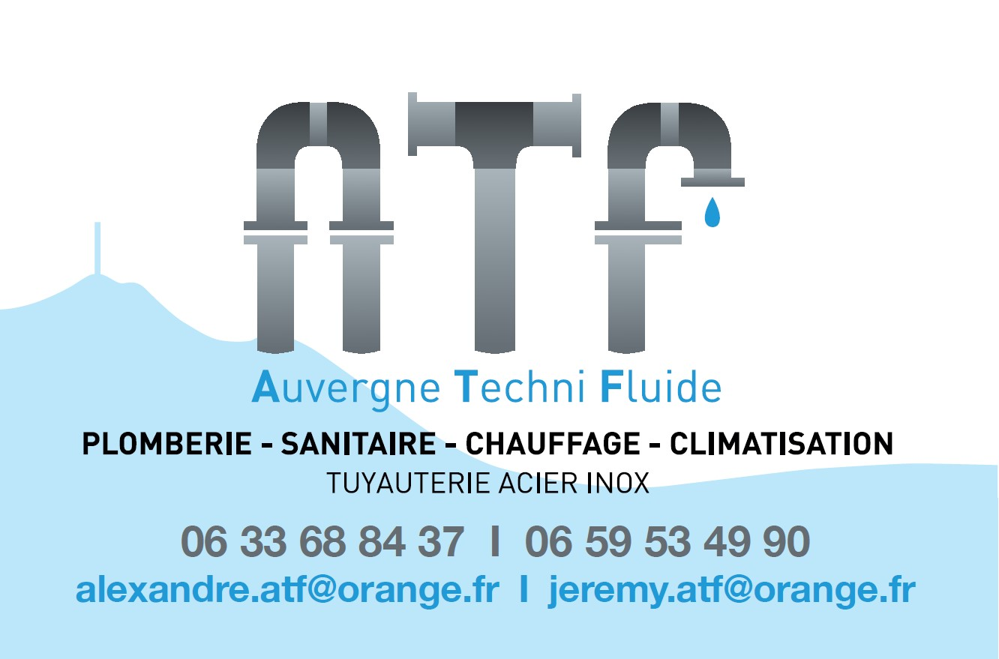 ATF
Auvergne Techni Fluide
PLOMBERIE - SANITAIRE - CHAUFFAGE - CLIMATISATION
TUYAUTERIE ACIER INOX
06 33 68 84 37 I 06 59 53 49 90
alexandre.atf@orange.fr I jeremy.atf@orange.fr